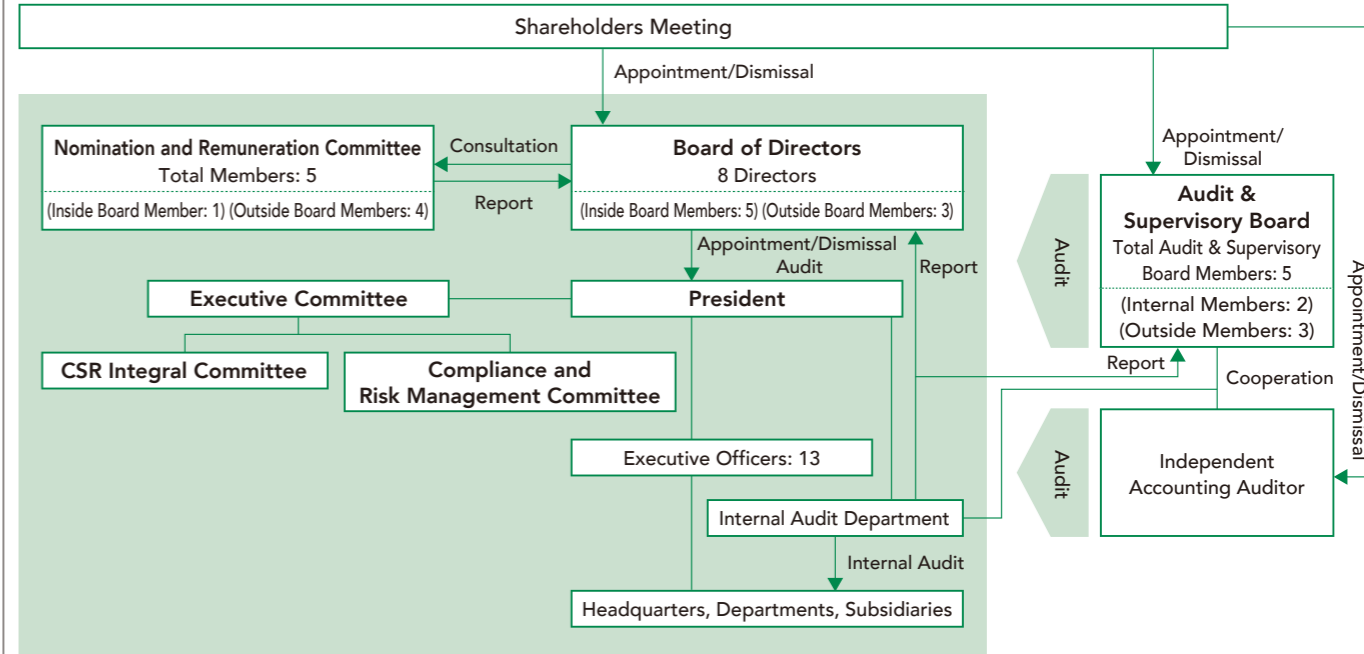 Shareholders Meeting
Appointment/Dismissal
Nomination and Remuneration Committee
Total Members: 5
(Inside Board Member: 1) (Outside Board Members: 4)
Consultation
Report
Board of Directors
8 Directors
(Inside Board Members: 5) (Outside Board Members: 3)
Appointment/
Dismissal
Audit &
Supervisory Board
Total Audit & Supervisory
Board Members: 5
(Internal Members: 2)
(Outside Members: 3)
Audit
Appointment/Dismissal
Audit
Report
Executive Committee
President
CSR Integral Committee
Compliance and
Risk Management Committee
Report
Cooperation
Appointment/Dismissal
Executive Officers: 13
Audit
Independent
Accounting Auditor
Internal Audit Department
Internal Audit
Headquarters, Departments, Subsidiaries